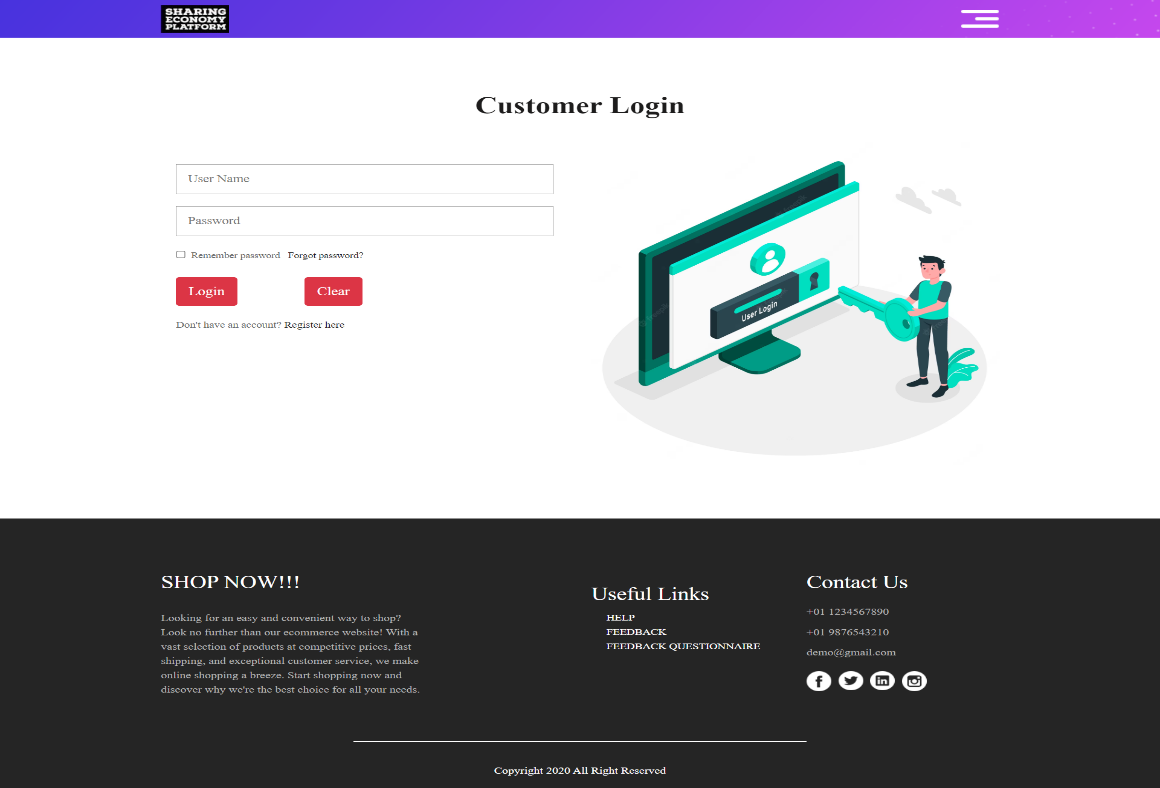 SHARING
ECONOMY
PLATFORM
Customer Login
User Name
Password
Remember password Forgot password?
Login Clear
Don't have an account? Register here
User Login
SHOP NOW!!!
Looking for an easy and convenient way to shop?
Look no further than our ecommerce website! With a
vast selection of products at competitive prices, fast
shipping, and exceptional customer service, we make
online shopping a breeze. Start shopping now and
discover why we're the best choice for all your needs.
Useful Links
HELP
FEEDBACK
FEEDBACK QUESTIONNAIRE
Contact Us
+01 1234567890
+01 9876543210
demo@gmail.com
Copyright 2020 All Right Reserved